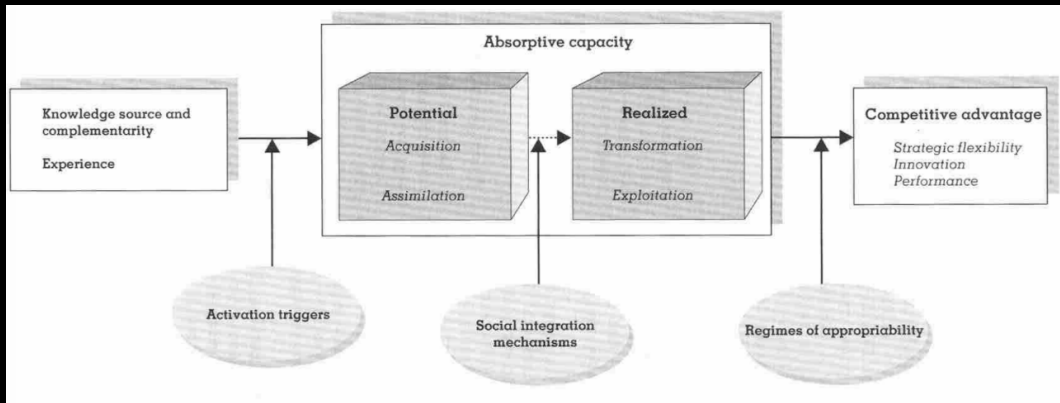 Absorptive capacity
Knowledge source and
complementarity
Experience
Potential
Acquisition
Assimilation
Realized
Transformation
Exploitation
Competitive advantage
Strategic flexibility
Innovation
Performance
Activation triggers
Social integration
mechanisms
Regimes of appropriability